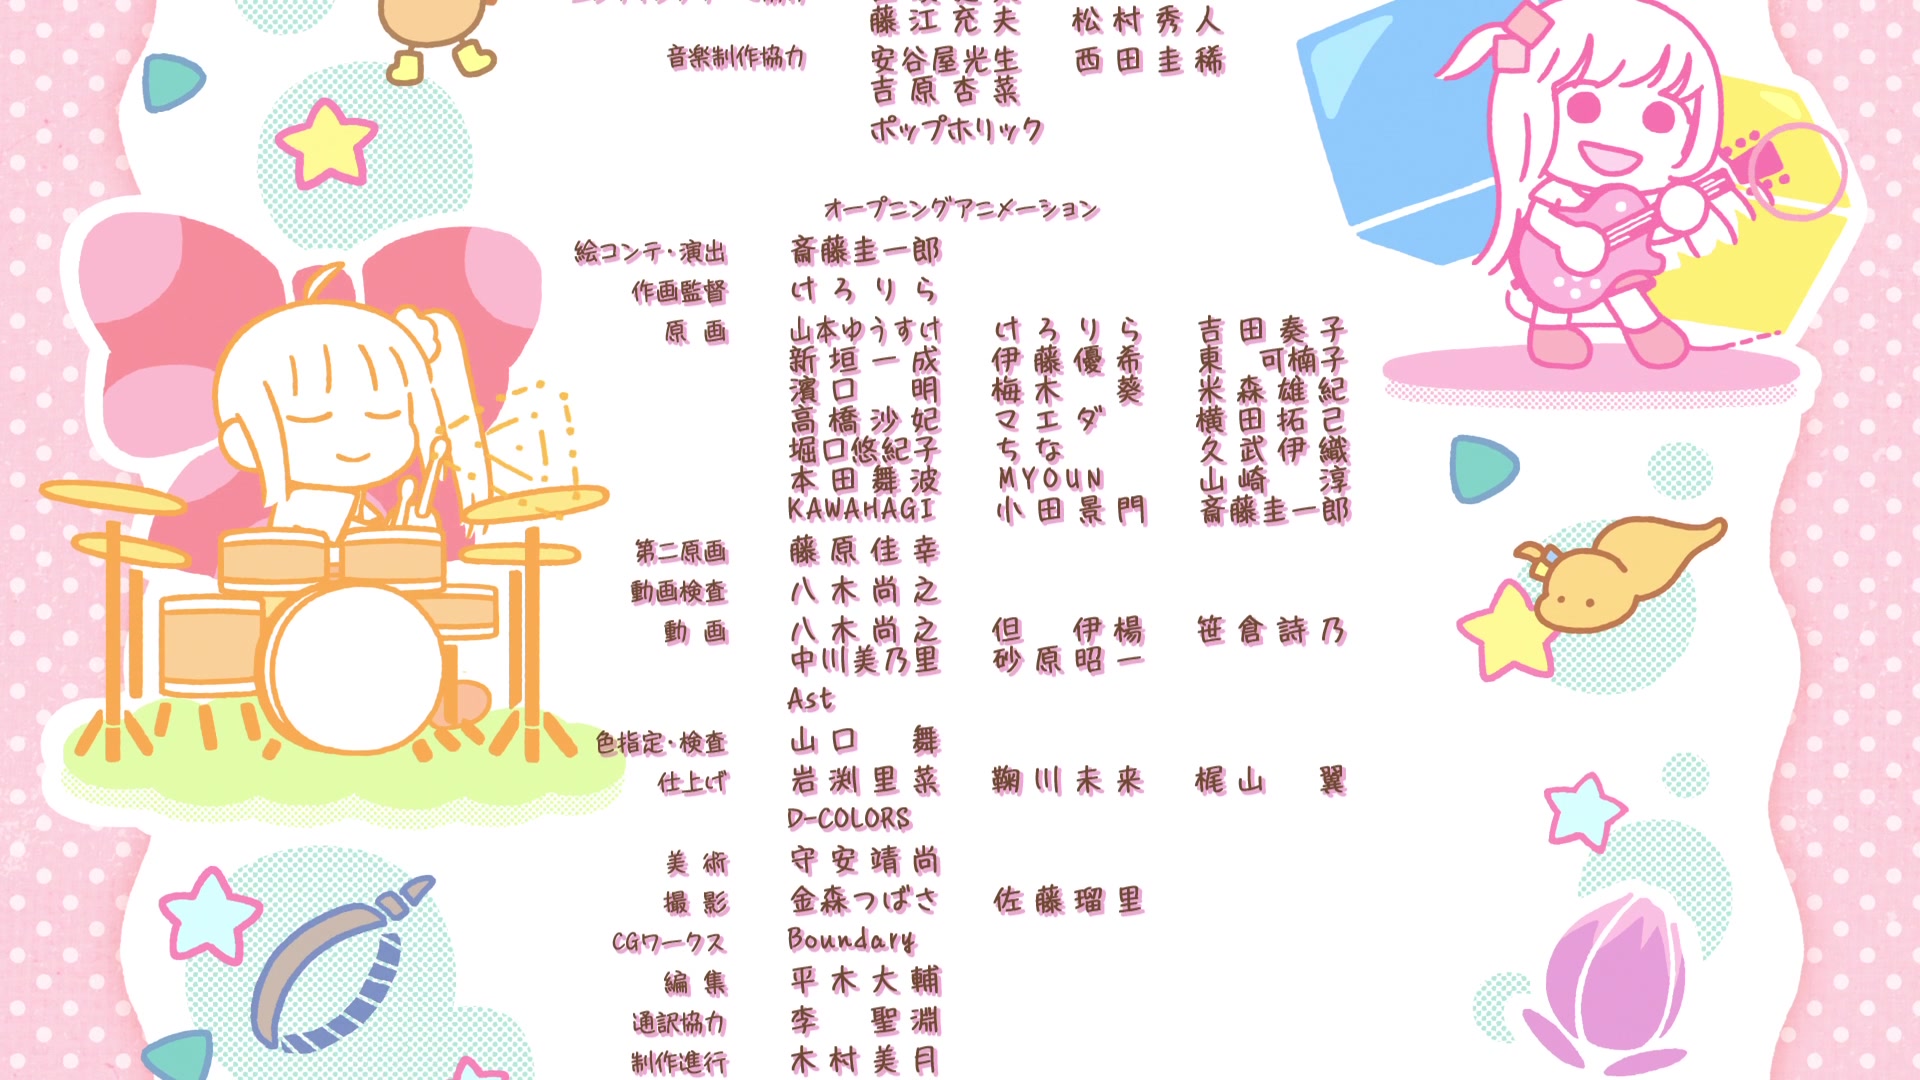 藤江充夫 松村秀人
音楽制作協力 安谷屋光生 西田圭稀
吉原杏菜
ポップホリック
オープニングアニメーション
絵コンテ・演出 斎藤圭一郎
作画監督 けろりら
原画 山本ゆうすけ けろりら 吉田奏子
新垣一成 伊藤優希 東 可楠子
濱口 明 梅木 葵 米森雄紀
高橋沙妃 マエダ 横田拓己
堀口悠紀子 ちな 久武伊織
本田舞波 MYOUN 山崎 淳
KAWAHAGI 小田景門 斎藤圭一郎
第二原画 藤原佳幸
動画検査 八木尚之
動画 八木尚之 但 伊楊 笹倉詩乃
中川美乃里 砂原昭一
Ast
色指定・検査 山口 舞
仕上げ 岩渕里菜 鞠川未来 梶山 翼
D-COLORS
美術 守安靖尚
撮影 金森つばさ 佐藤瑠里
CGワークス Boundary
編集 平木大輔
通訳協力 李 聖淵
制作進行 木村美月